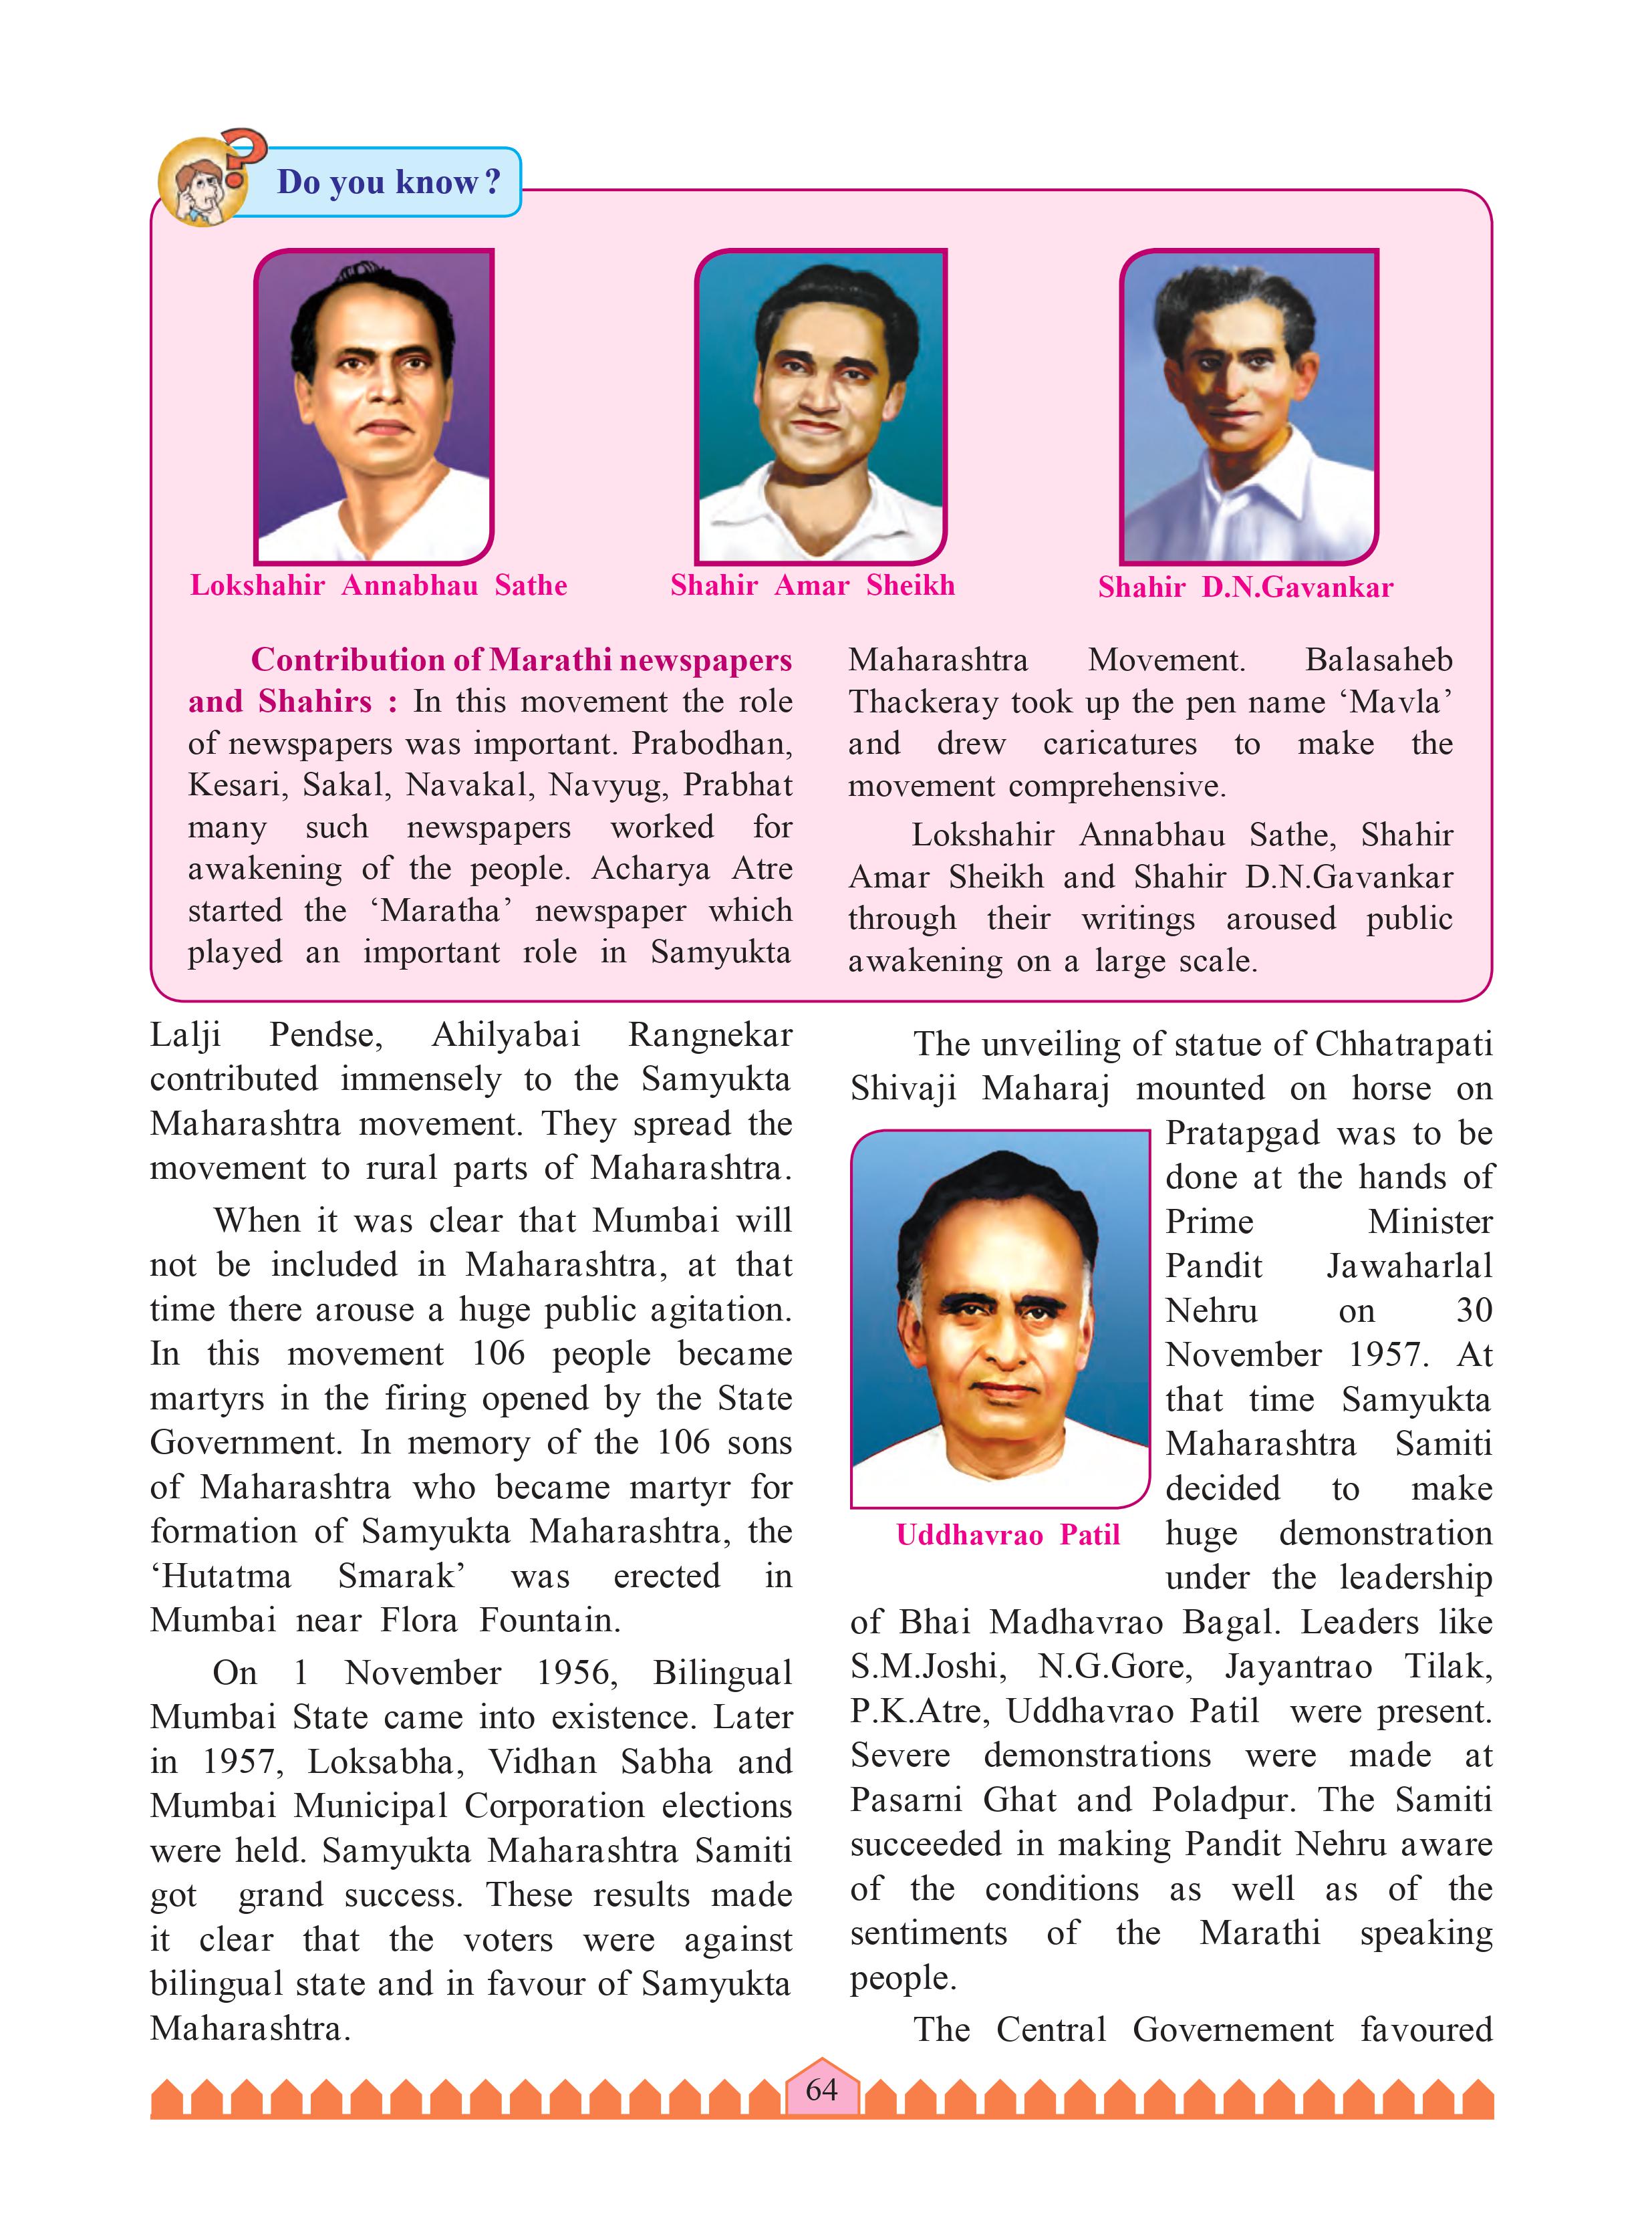 Do you know?
Lokshahir Annabhau Sathe
Shahir Amar Sheikh
Shahir D.N.Gavankar
Contribution of Marathi newspapers
and Shahirs : In this movement the role
of newspapers was important. Prabodhan,
Kesari, Sakal, Navakal, Navyug, Prabhat
many such newspapers worked for
awakening of the people. Acharya Atre
started the ‘Maratha’ newspaper which
played an important role in Samyukta
Maharashtra Movement. Balasaheb
Thackeray took up the pen name ‘Mavla’
and drew caricatures to make the
movement comprehensive.
Lokshahir Annabhau Sathe, Shahir
Amar Sheikh and Shahir D.N.Gavankar
through their writings aroused public
awakening on a large scale.
Lalji Pendse, Ahilyabai Rangnekar
contributed immensely to the Samyukta
Maharashtra movement. They spread the
movement to rural parts of Maharashtra.
When it was clear that Mumbai will
not be included in Maharashtra, at that
time there arouse a huge public agitation.
In this movement 106 people became
martyrs in the firing opened by the State
Government. In memory of the 106 sons
of Maharashtra who became martyr for
formation of Samyukta Maharashtra, the
‘Hutatma Smarak’ was erected in
Mumbai near Flora Fountain.
On 1 November 1956, Bilingual
Mumbai State came into existence. Later
in 1957, Loksabha, Vidhan Sabha and
Mumbai Municipal Corporation elections
were held. Samyukta Maharashtra Samiti
got grand success. These results made
it clear that the voters were against
bilingual state and in favour of Samyukta
Maharashtra.
The unveiling of statue of Chhatrapati
Shivaji Maharaj mounted on horse on
Pratapgad was to be
done at the hands of
Prime Minister
Pandit Jawaharlal
Nehru on 30
November 1957. At
that time Samyukta
Maharashtra Samiti
decided to make
huge demonstration
under the leadership
Uddhavrao Patil
of Bhai Madhavrao Bagal. Leaders like
S.M.Joshi, N.G.Gore, Jayantrao Tilak,
P.K.Atre, Uddhavrao Patil were present.
Severe demonstrations were made at
Pasarni Ghat and Poladpur. The Samiti
succeeded in making Pandit Nehru aware
of the conditions as well as of the
sentiments of the Marathi speaking
people.
The Central Governement favoured
64